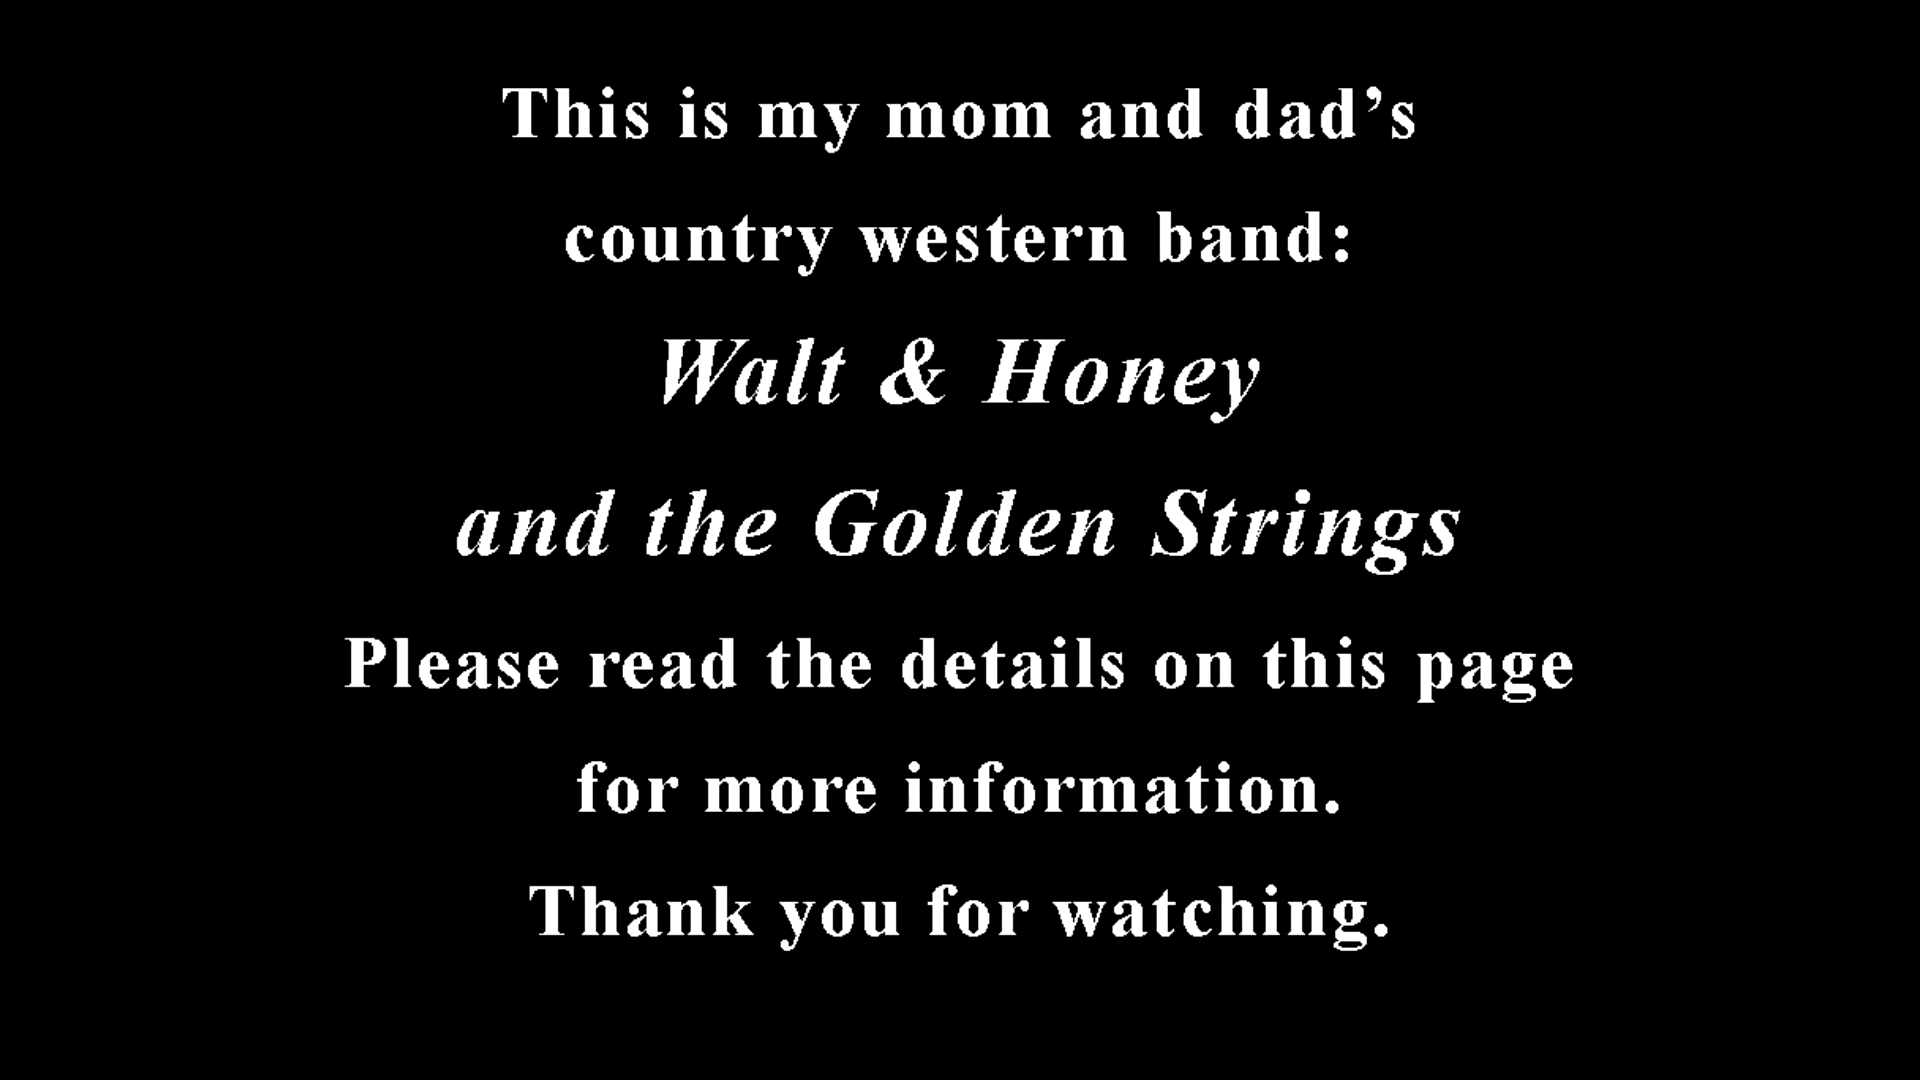 This is my mom and dad’s
country western band:
Walt & Honey
and the Golden Strings
Please read the details on this page
for more information.
Thank you for watching.